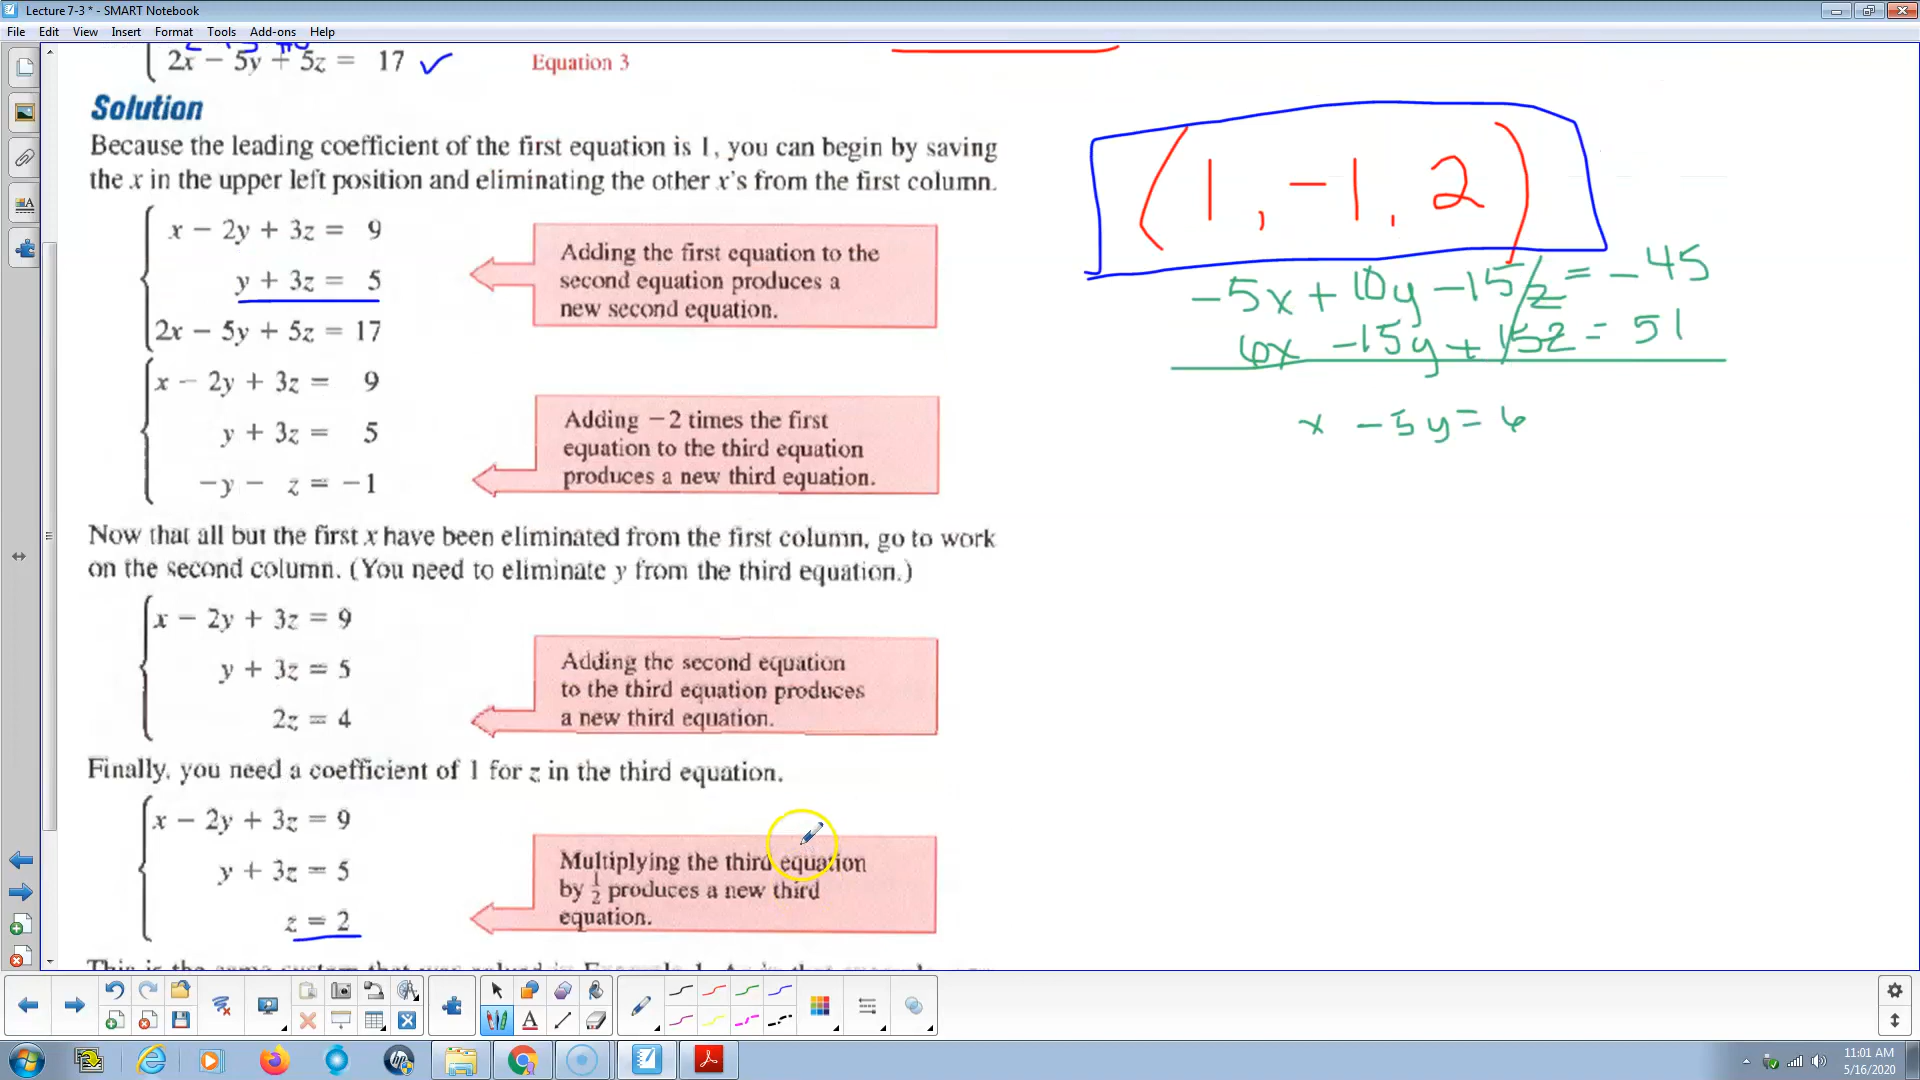 Lecture 7-3 * - SMART Notebook
File Edit View Insert Format Tools Add-ons Help
2x − 5y + 5z = 17 ✓ Equation 3
Solution
Because the leading coefficient of the first equation is 1, you can begin by saving
the x in the upper left position and eliminating the other x's from the first column.
x − 2y + 3z = 9
y + 3z = 5
2x − 5y + 5z = 17
Adding the first equation to the
second equation produces a
new second equation.
x − 2y + 3z = 9
y + 3z = 5
−y − z = −1
Adding −2 times the first
equation to the third equation
produces a new third equation.
Now that all but the first x have been eliminated from the first column, go to work
on the second column. (You need to eliminate y from the third equation.)
x − 2y + 3z = 9
y + 3z = 5
2z = 4
Adding the second equation
to the third equation produces
a new third equation.
Finally, you need a coefficient of 1 for z in the third equation.
x − 2y + 3z = 9
y + 3z = 5
z = 2
Multiplying the third equation
by 1/2 produces a new third
equation.
(1, −1, 2)
−5x + 10y − 15z = −45
6x − 15y + 15z = 51
x − 5y = 6
11:01 AM
5/16/2020